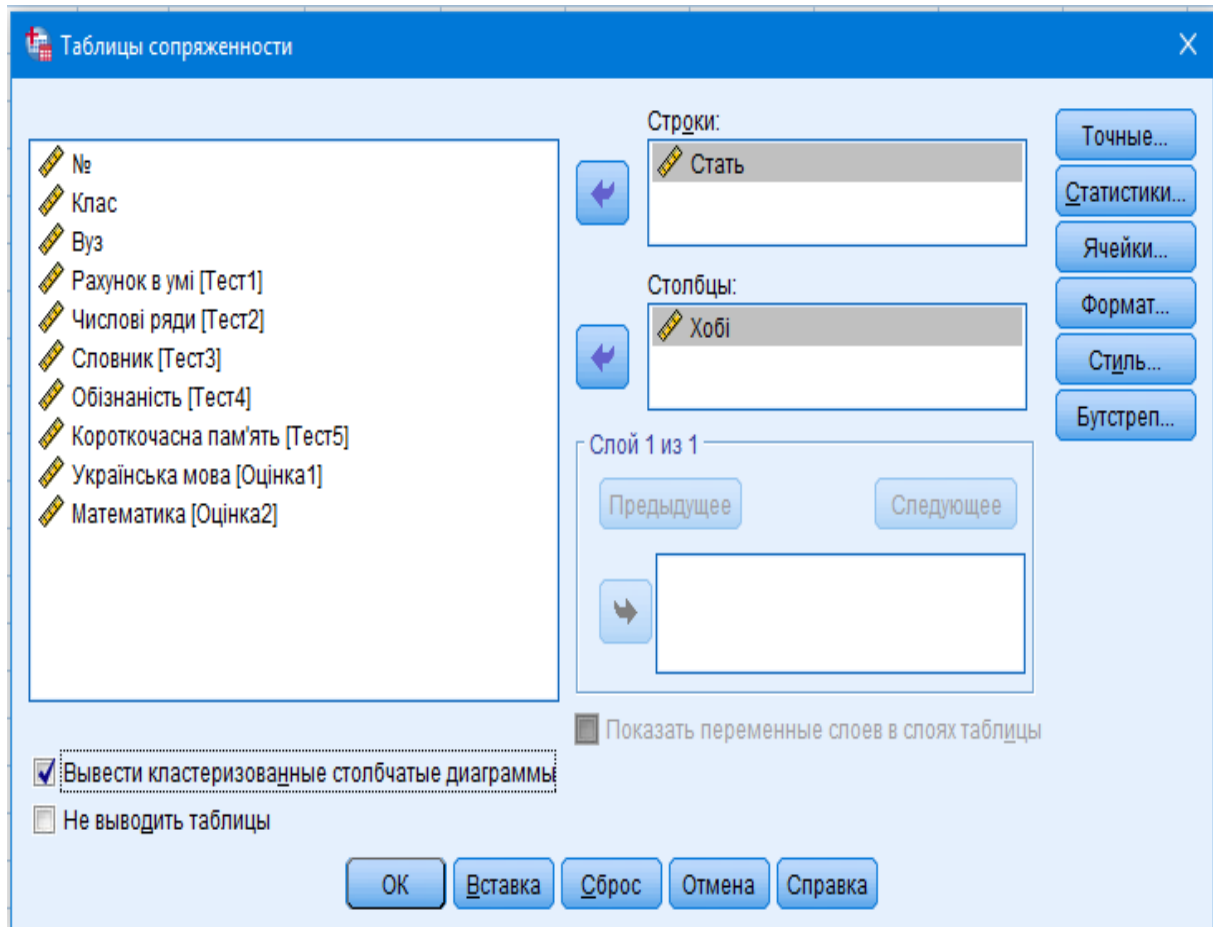 Таблицы сопряженности
№
Клас
Вуз
Рахунок в умі [Тест1]
Числові ряди [Тест2]
Словник [Тест3]
Обізнаність [Тест4]
Короткочасна пам'ять [Тест5]
Українська мова [Оцінка1]
Математика [Оцінка2]
Строки:
Стать
Столбцы:
Хобі
Слой 1 из 1
Предыдущее
Следующее
Показать переменные слоев в слоях таблицы
Точные...
Статистики...
Ячейки...
Формат...
Стиль...
Бутстреп...
Вывести кластеризованные столбчатые диаграммы
Не выводить таблицы
ОК
Вставка
Сброс
Отмена
Справка